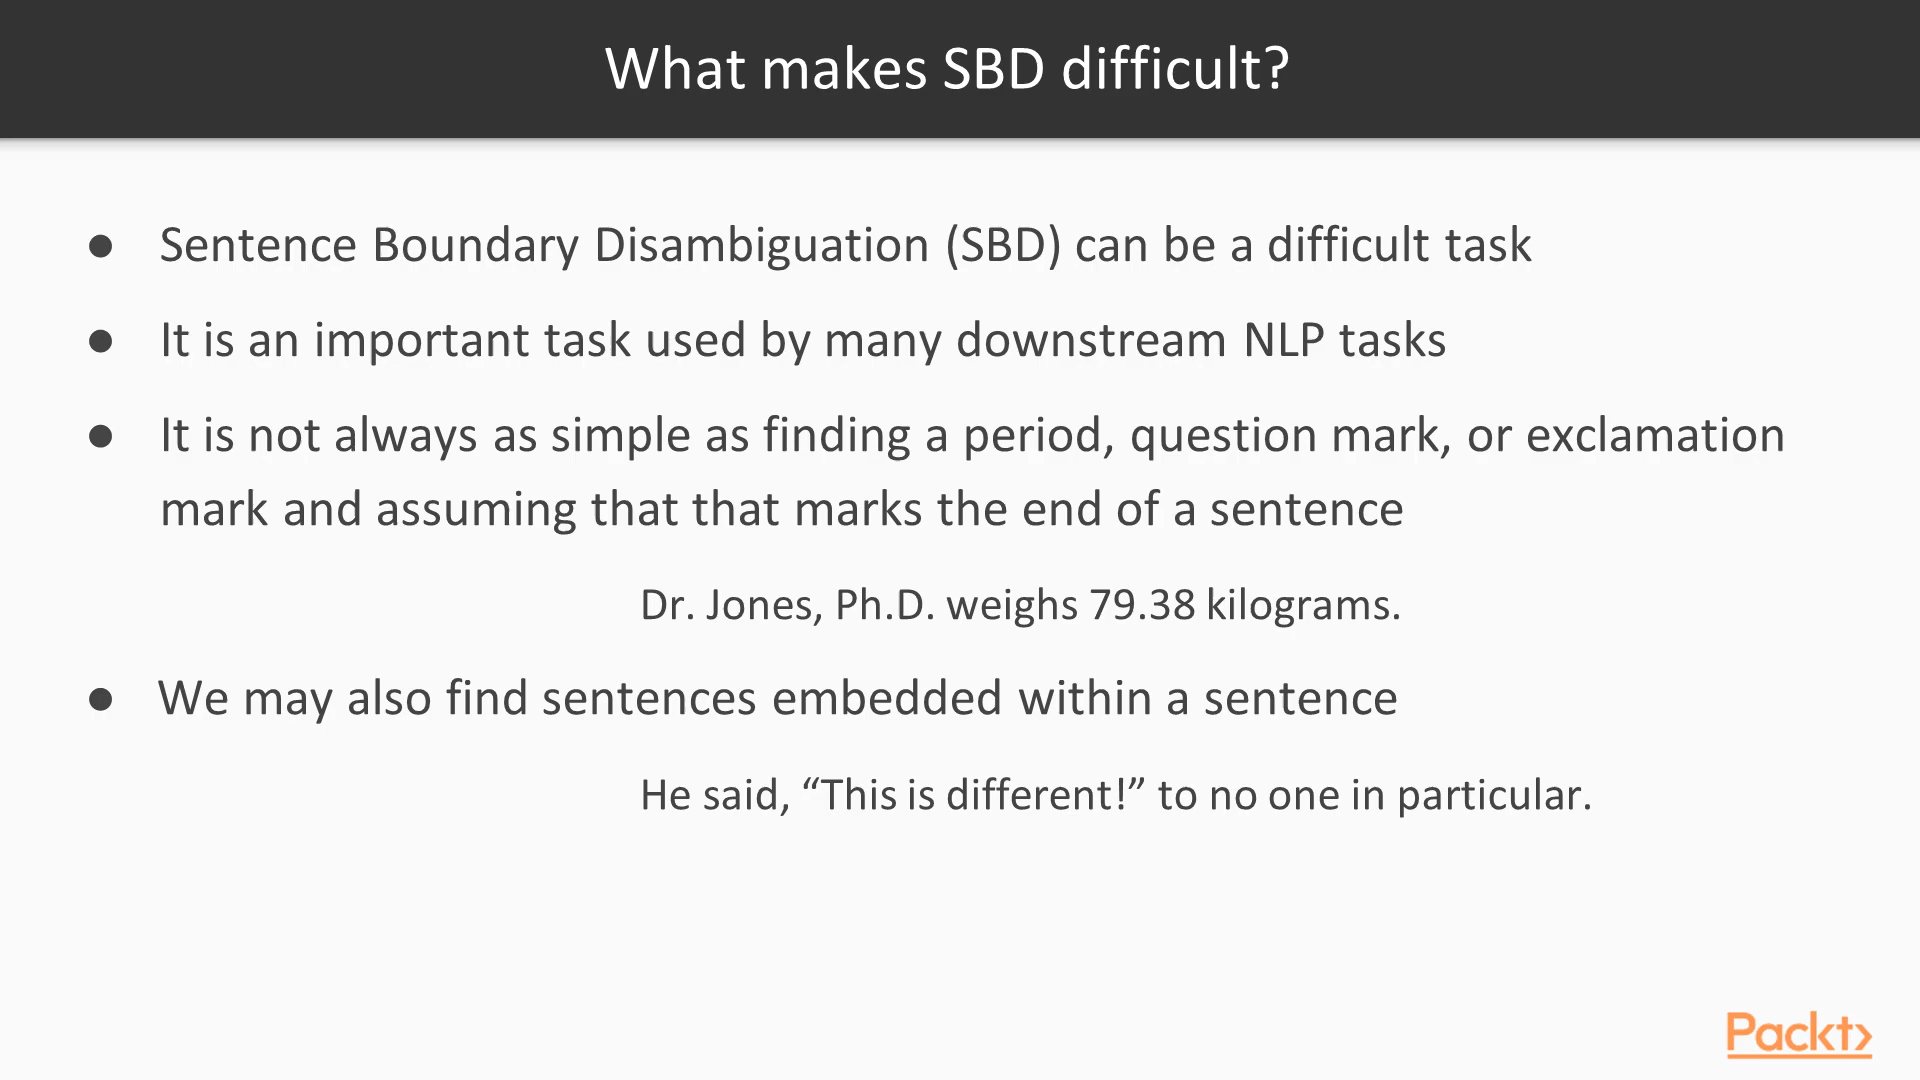 What makes SBD difficult?
● Sentence Boundary Disambiguation (SBD) can be a difficult task
● It is an important task used by many downstream NLP tasks
● It is not always as simple as finding a period, question mark, or exclamation
mark and assuming that that marks the end of a sentence
Dr. Jones, Ph.D. weighs 79.38 kilograms.
● We may also find sentences embedded within a sentence
He said, “This is different!” to no one in particular.
Packt>